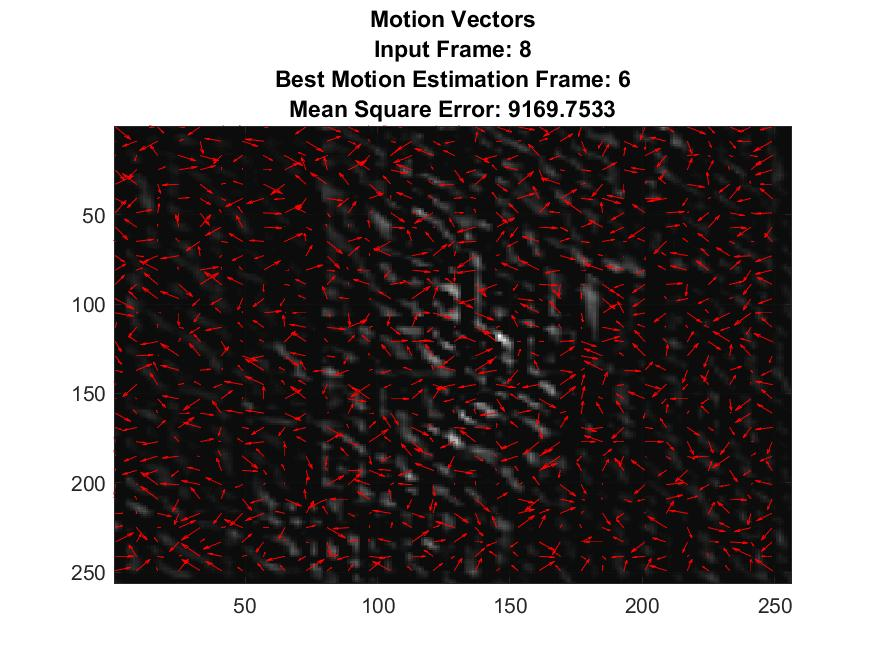 Motion Vectors
Input Frame: 8
Best Motion Estimation Frame: 6
Mean Square Error: 9169.7533
50
100
150
200
250
50
100
150
200
250